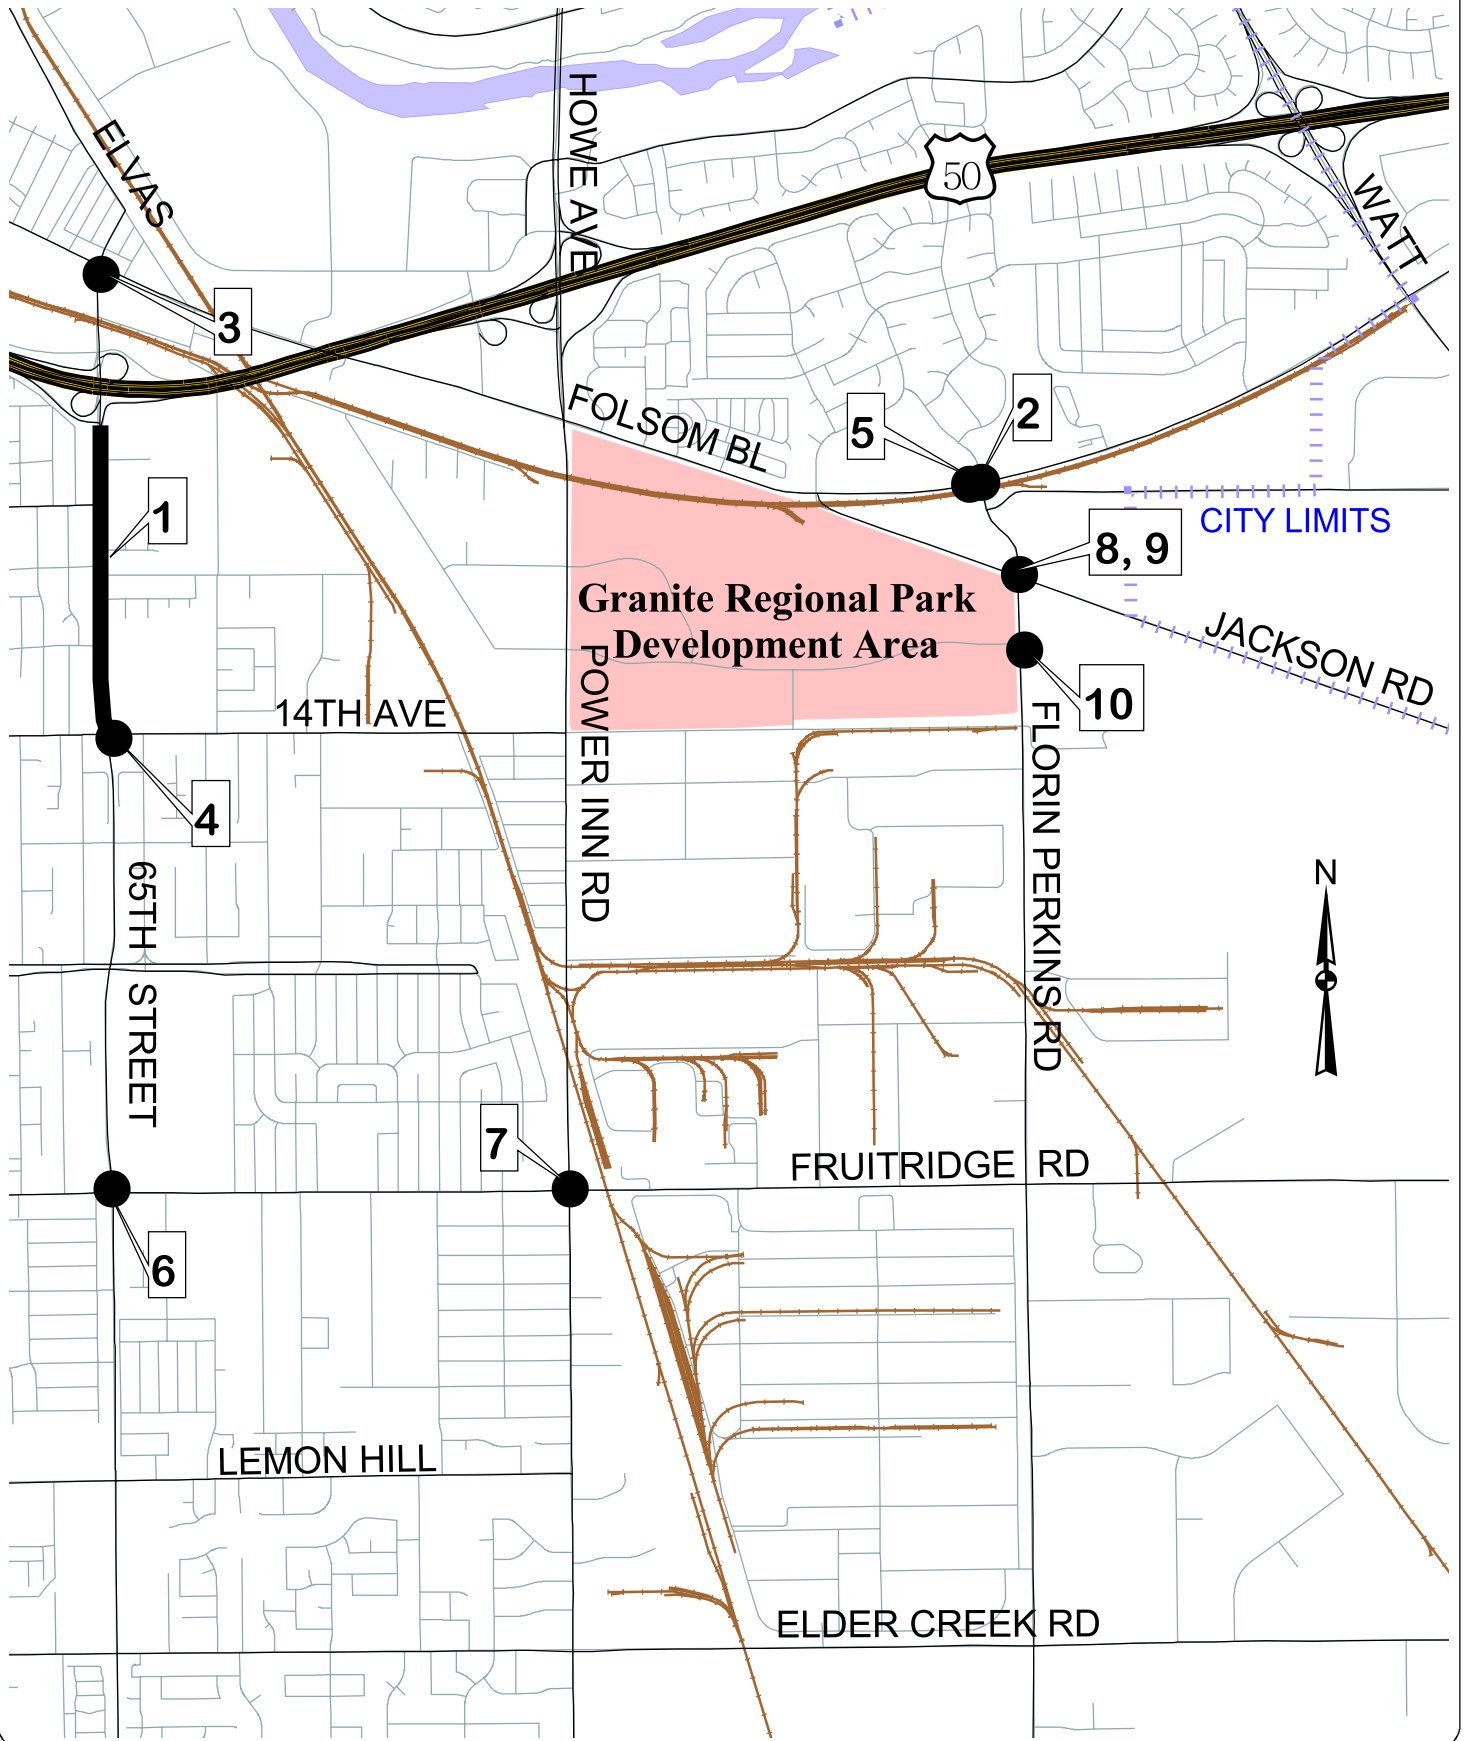 HOWE AVE
ELVAS
50
WATT
3
FOLSOM BL
5
2
1
CITY LIMITS
8, 9
Granite Regional Park
Development Area
JACKSON RD
10
14TH AVE
POWER INN RD
FLORIN PERKINS RD
4
65TH STREET
N
7
FRUITRIDGE RD
6
LEMON HILL
ELDER CREEK RD